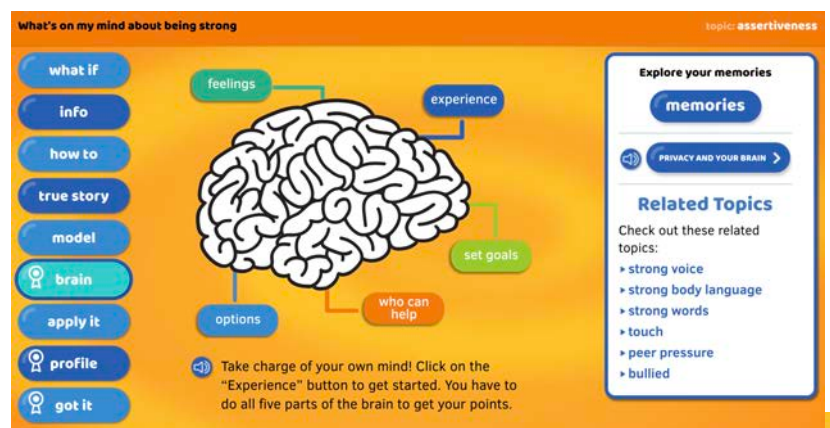 What's on my mind about being strong
topic: assertiveness
what if
info
how to
true story
model
brain
apply it
profile
got it
feelings
experience
set goals
who can
help
options
Take charge of your own mind! Click on the
“Experience” button to get started. You have to
do all five parts of the brain to get your points.
Explore your memories
memories
PRIVACY AND YOUR BRAIN
Related Topics
Check out these related
topics:
strong voice
strong body language
strong words
touch
peer pressure
bullied